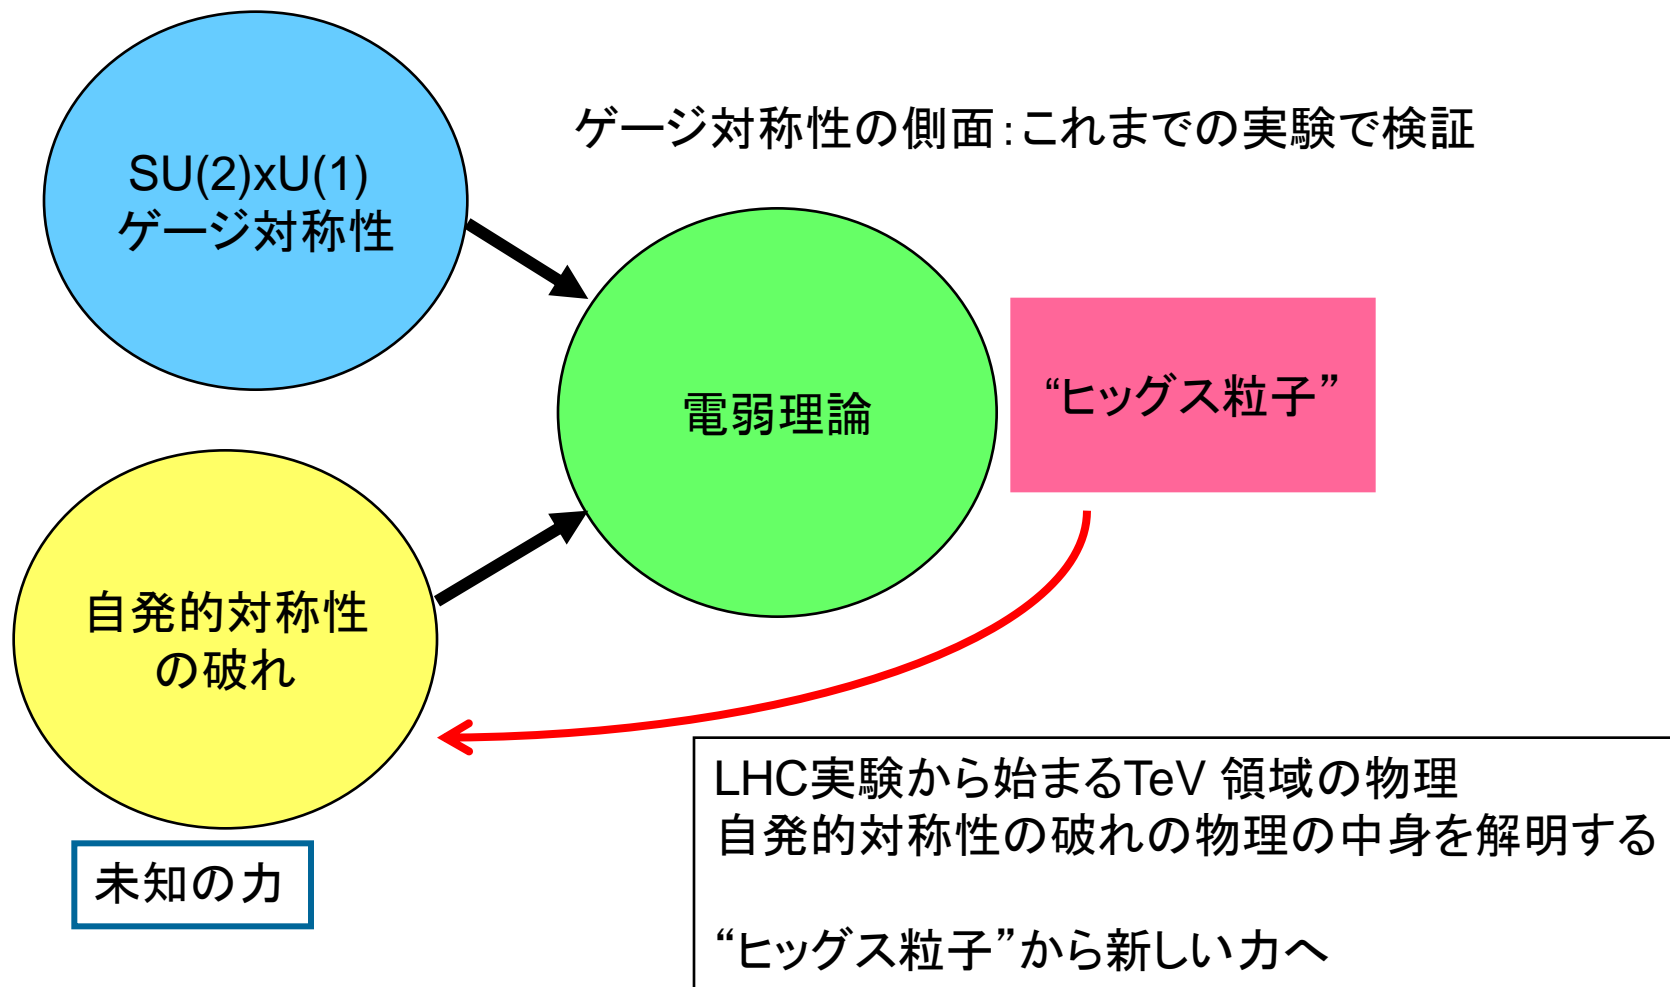 SU(2)xU(1)
ゲージ対称性
ゲージ対称性の側面:これまでの実験で検証
電弱理論
“ヒッグス粒子”
自発的対称性
の破れ
未知の力
LHC実験から始まるTeV 領域の物理
自発的対称性の破れの物理の中身を解明する
“ヒッグス粒子”から新しい力へ